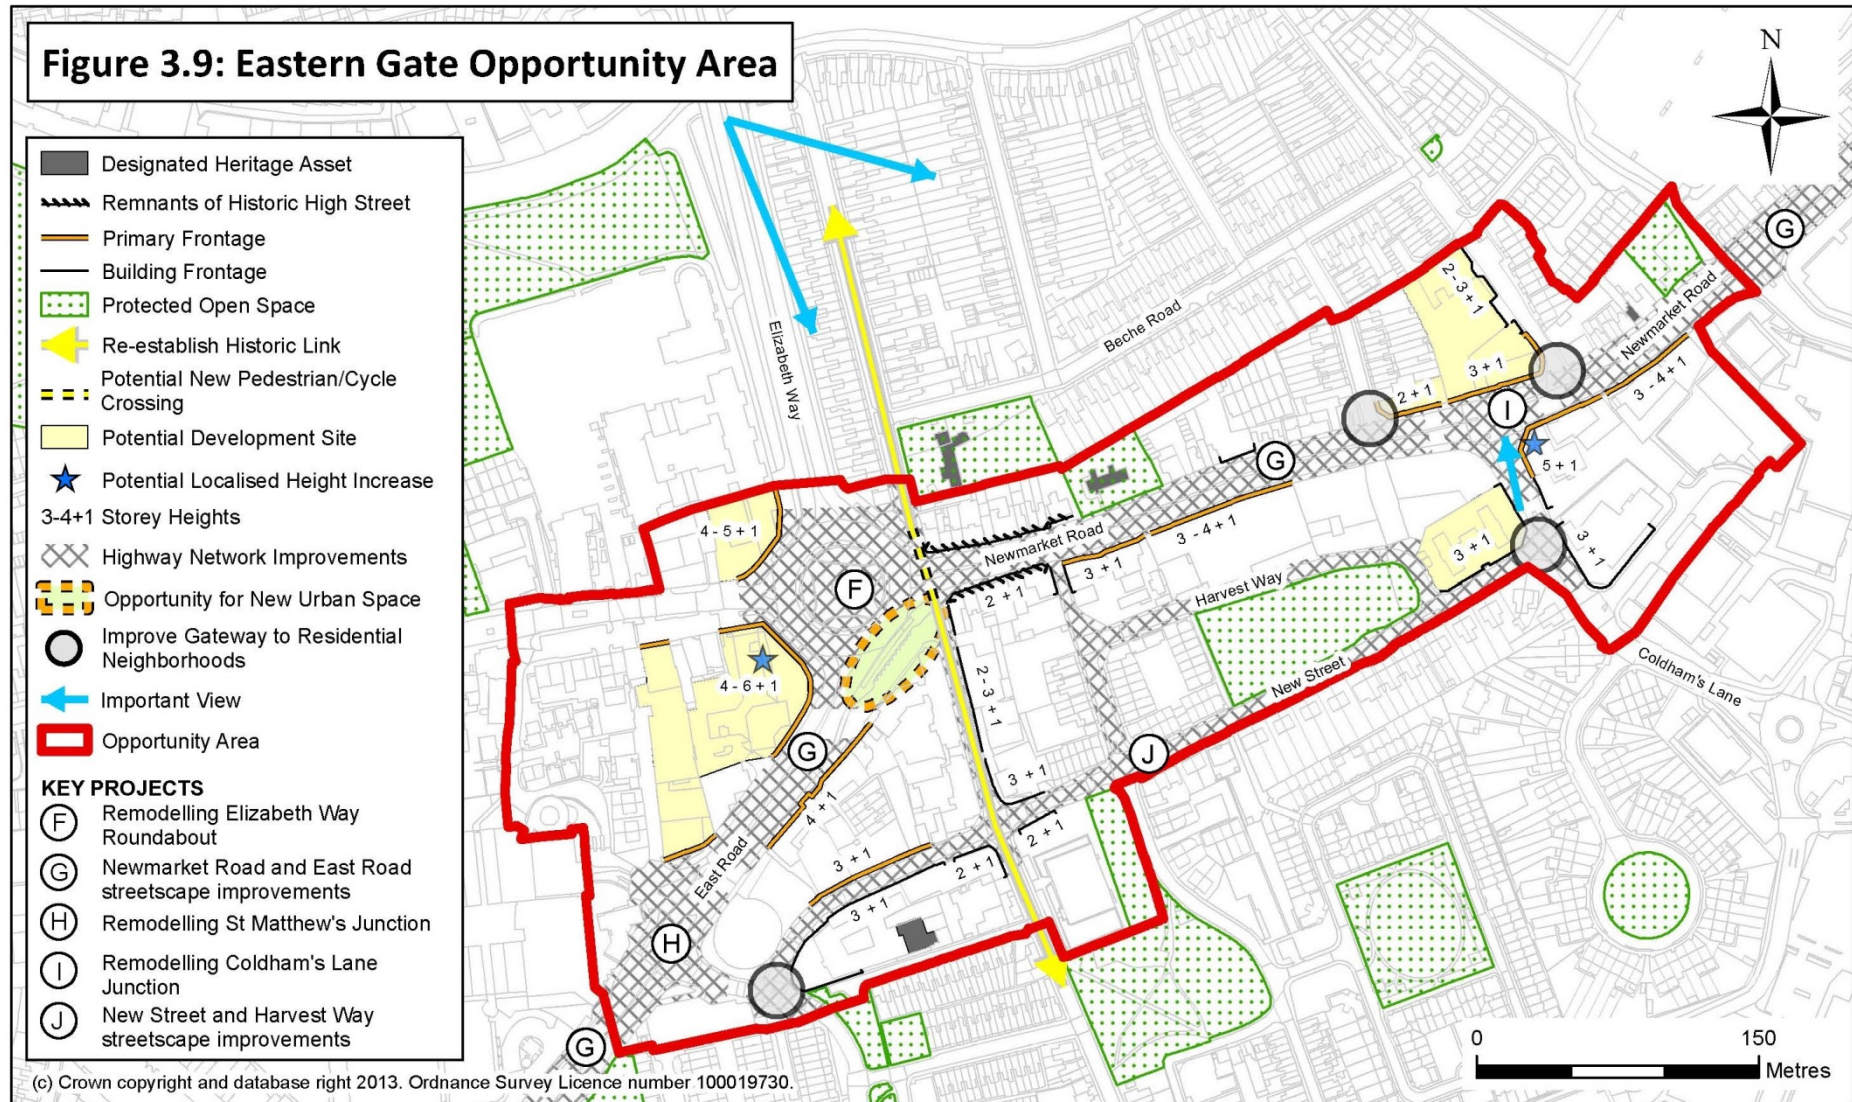 Figure 3.9: Eastern Gate Opportunity Area
N
Designated Heritage Asset
Remnants of Historic High Street
Primary Frontage
Building Frontage
Protected Open Space
Re-establish Historic Link
Potential New Pedestrian/Cycle
Crossing
Potential Development Site
Potential Localised Height Increase
3-4+1 Storey Heights
Highway Network Improvements
Opportunity for New Urban Space
Improve Gateway to Residential
Neighborhoods
Important View
Opportunity Area
KEY PROJECTS
F Remodelling Elizabeth Way
Roundabout
G Newmarket Road and East Road
streetscape improvements
H Remodelling St Matthew's Junction
I Remodelling Coldham's Lane
Junction
J New Street and Harvest Way
streetscape improvements
(c) Crown copyright and database right 2013. Ordnance Survey Licence number 100019730.
G
Newmarket Road
2 - 3 + 1
Beche Road
Elizabeth Way
3 + 1
2 + 1
3 - 4 + 1
I
G
5 + 1
4 - 5 + 1
3 - 4 + 1
Newmarket Road
3 + 1
3 + 1
3 + 1
F
2 + 1
Harvest Way
4 - 6 + 1
2 - 3 + 1
New Street
Coldham's Lane
G
J
3 + 1
4 + 1
2 + 1
3 + 1
2 + 1
East Road
3 + 1
H
G
0 150
Metres